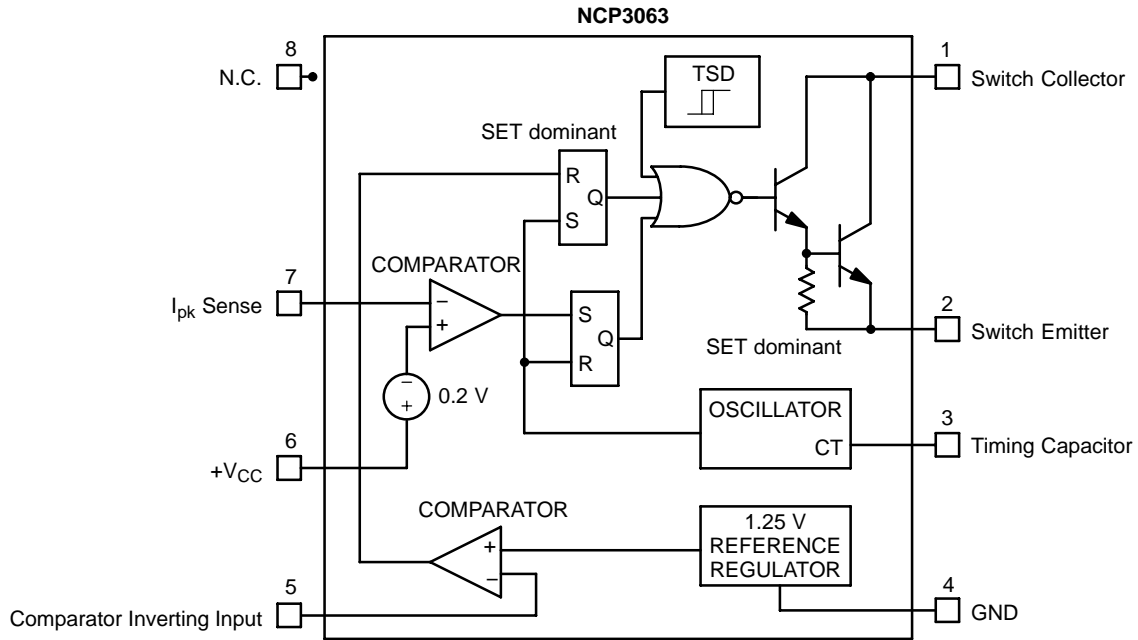 NCP3063
8
N.C.
TSD
1
Switch Collector
SET dominant
R
Q
S
COMPARATOR
7
Ipk Sense
−
+
S
Q
R
2
Switch Emitter
SET dominant
−
+
0.2 V
OSCILLATOR
CT
3
Timing Capacitor
6
+VCC
COMPARATOR
+
−
1.25 V
REFERENCE
REGULATOR
5
Comparator Inverting Input
4
GND